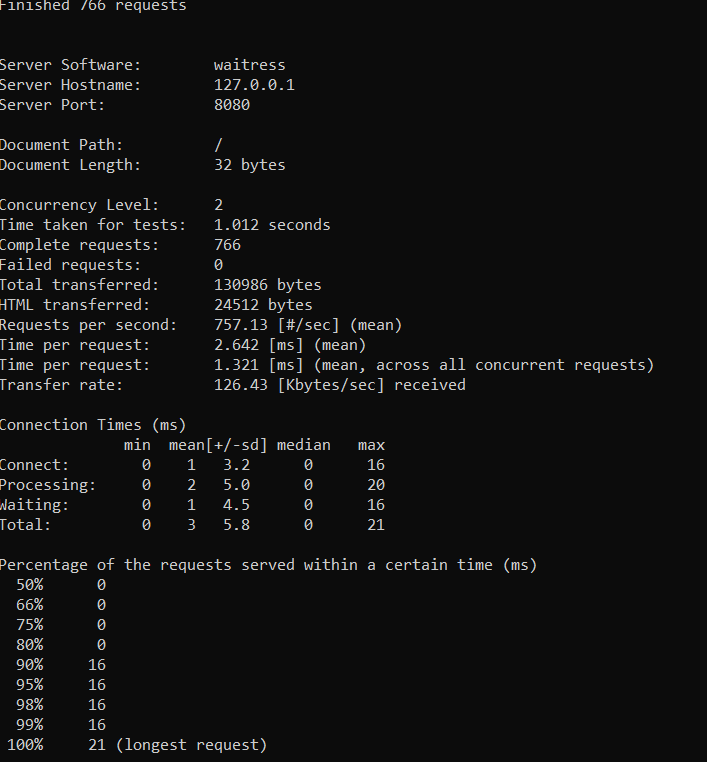 Finished 766 requests
Server Software: waitress
Server Hostname: 127.0.0.1
Server Port: 8080
Document Path: /
Document Length: 32 bytes
Concurrency Level: 2
Time taken for tests: 1.012 seconds
Complete requests: 766
Failed requests: 0
Total transferred: 130986 bytes
HTML transferred: 24512 bytes
Requests per second: 757.13 [#/sec] (mean)
Time per request: 2.642 [ms] (mean)
Time per request: 1.321 [ms] (mean, across all concurrent requests)
Transfer rate: 126.43 [Kbytes/sec] received
Connection Times (ms)
min mean[+/-sd] median max
Connect: 0 1 3.2 0 16
Processing: 0 2 5.0 0 20
Waiting: 0 1 4.5 0 16
Total: 0 3 5.8 0 21
Percentage of the requests served within a certain time (ms)
50% 0
66% 0
75% 0
80% 0
90% 16
95% 16
98% 16
99% 16
100% 21 (longest request)